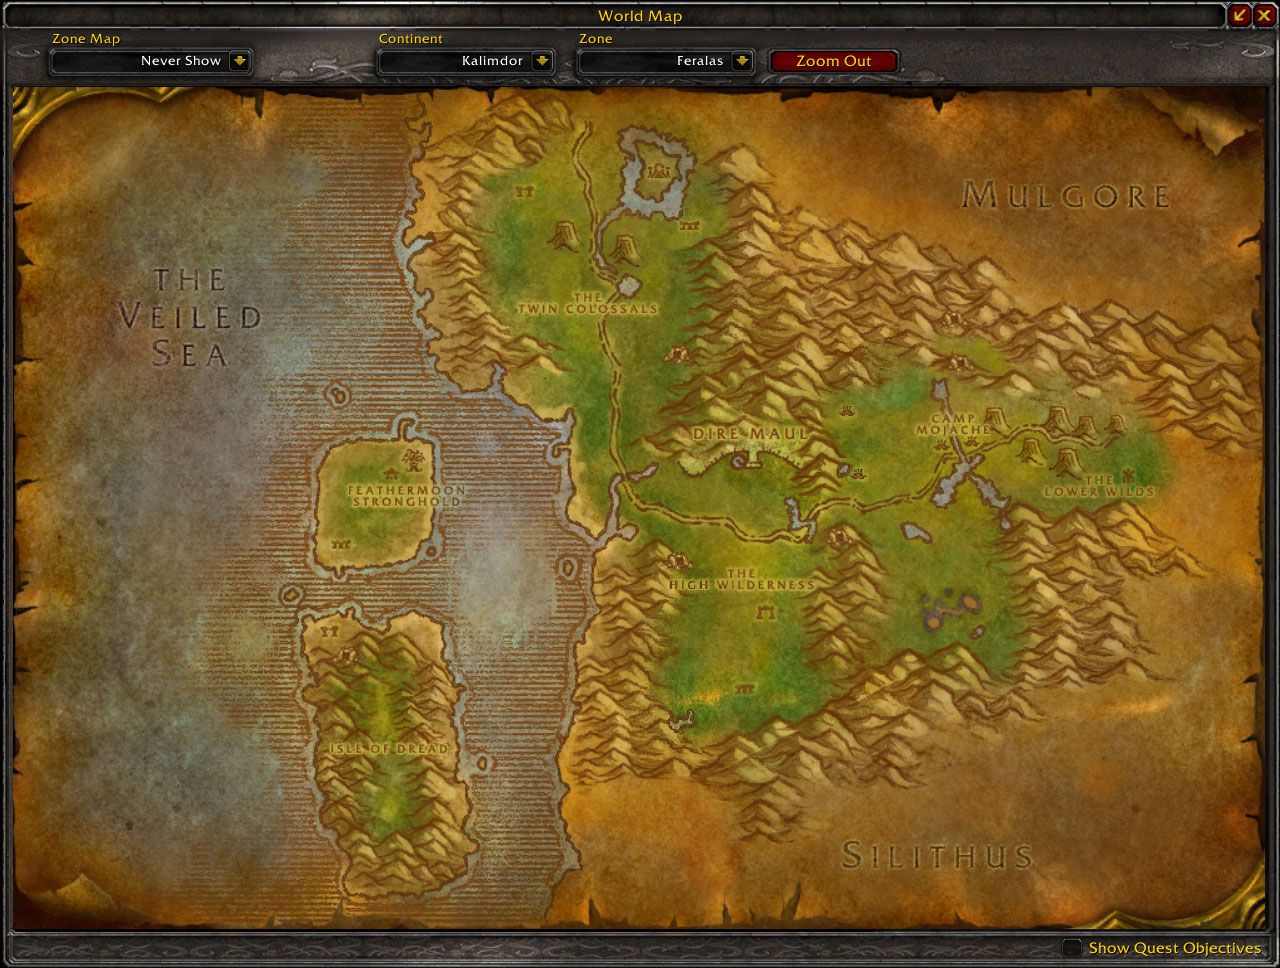 World Map
Zone Map
Continent
Zone
Never Show
Kalimdor
Feralas
Zoom Out
MULGORE
THE
VEILED
SEA
THE
TWIN COLOSSALS
CAMP
MOJACHE
DIRE MAUL
THE
LOWER WILDS
FEATHERMOON
STRONGHOLD
THE
HIGH WILDERNESS
ISLE OF DREAD
SILITHUS
Show Quest Objectives